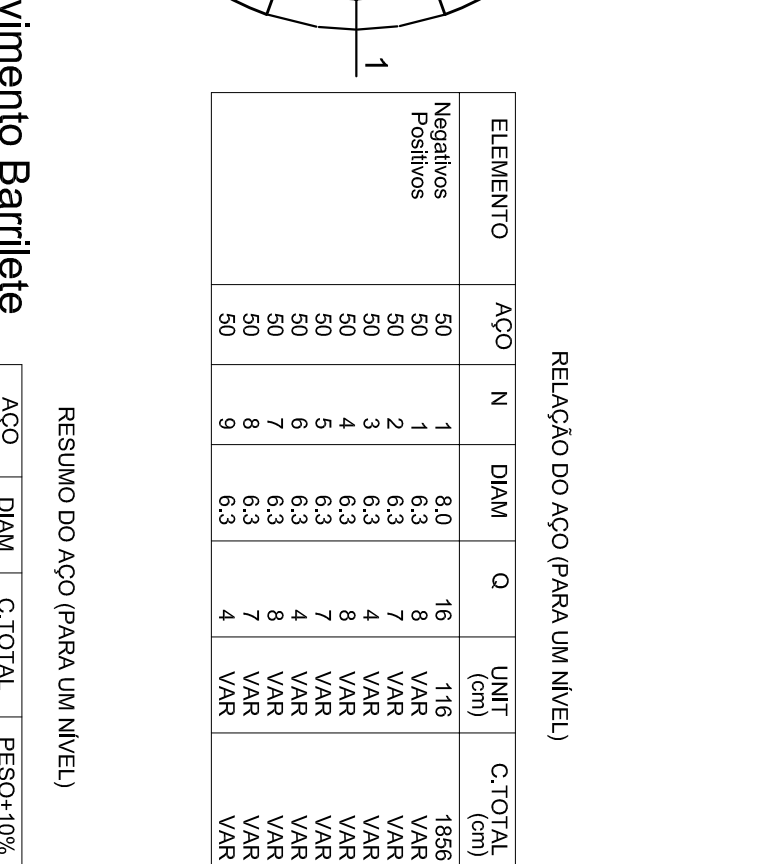 1
RELAÇÃO DO AÇO (PARA UM NÍVEL)
ELEMENTO AÇO N DIAM Q UNIT (cm) C.TOTAL (cm)
Negativos 50 1 8.0 16 116 1856
Positivos 50 1 6.3 8 VAR VAR
50 2 6.3 7 VAR VAR
50 3 6.3 4 VAR VAR
50 4 6.3 8 VAR VAR
50 5 6.3 7 VAR VAR
50 6 6.3 4 VAR VAR
50 7 6.3 8 VAR VAR
50 8 6.3 7 VAR VAR
50 9 6.3 4 VAR VAR
RESUMO DO AÇO (PARA UM NÍVEL)
AÇO DIAM C.TOTAL PESO+10%
vimento Barrilete